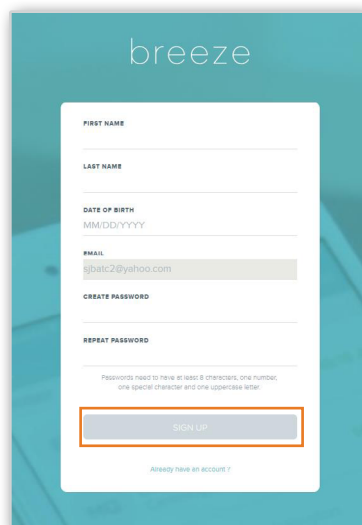 breeze
FIRST NAME
LAST NAME
DATE OF BIRTH
MM/DD/YYYY
EMAIL
sjbatc2@yahoo.com
CREATE PASSWORD
REPEAT PASSWORD
Passwords need to have at least 8 characters, one number,
one special character and one uppercase letter.
SIGN UP
Already have an account ?